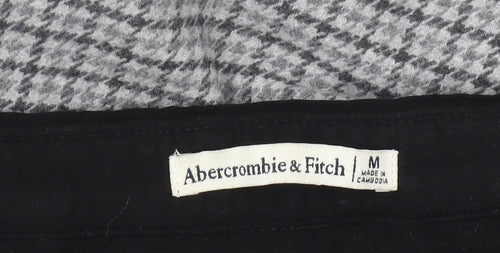 Abercrombie & Fitch
M
MADE IN
CAMBODIA